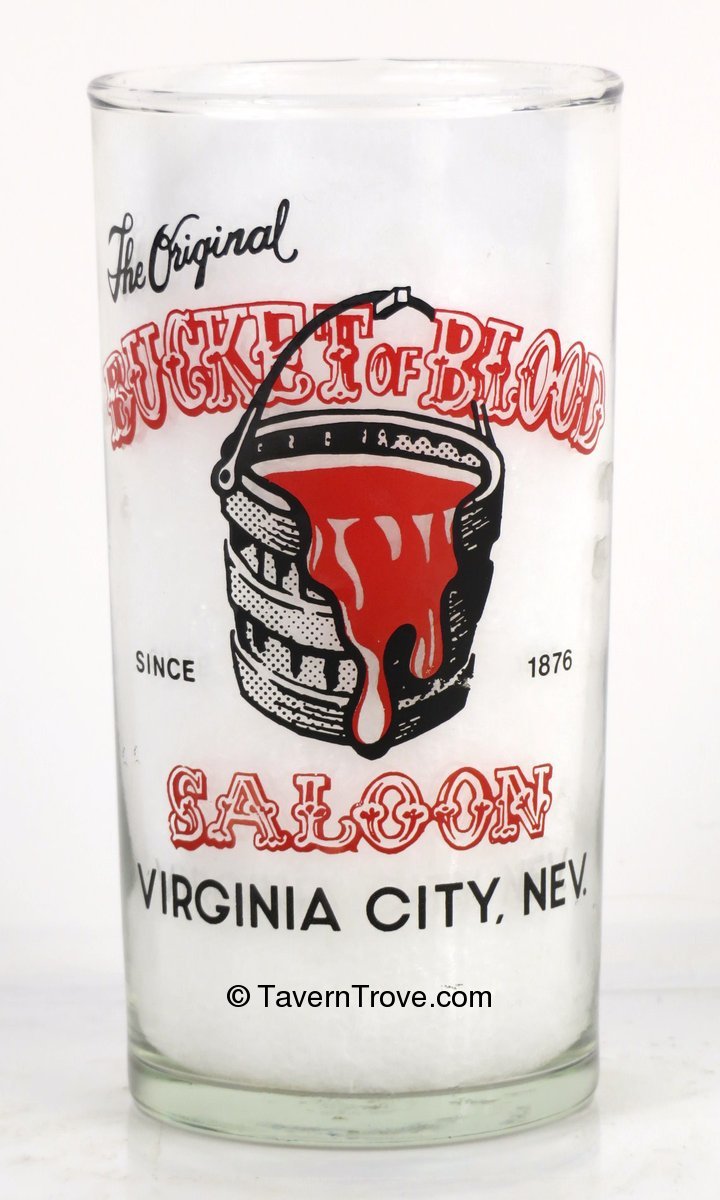 The Original
BUCKET OF BLOOD
SINCE 1876
SALOON
VIRGINIA CITY, NEV.
© TavernTrove.com